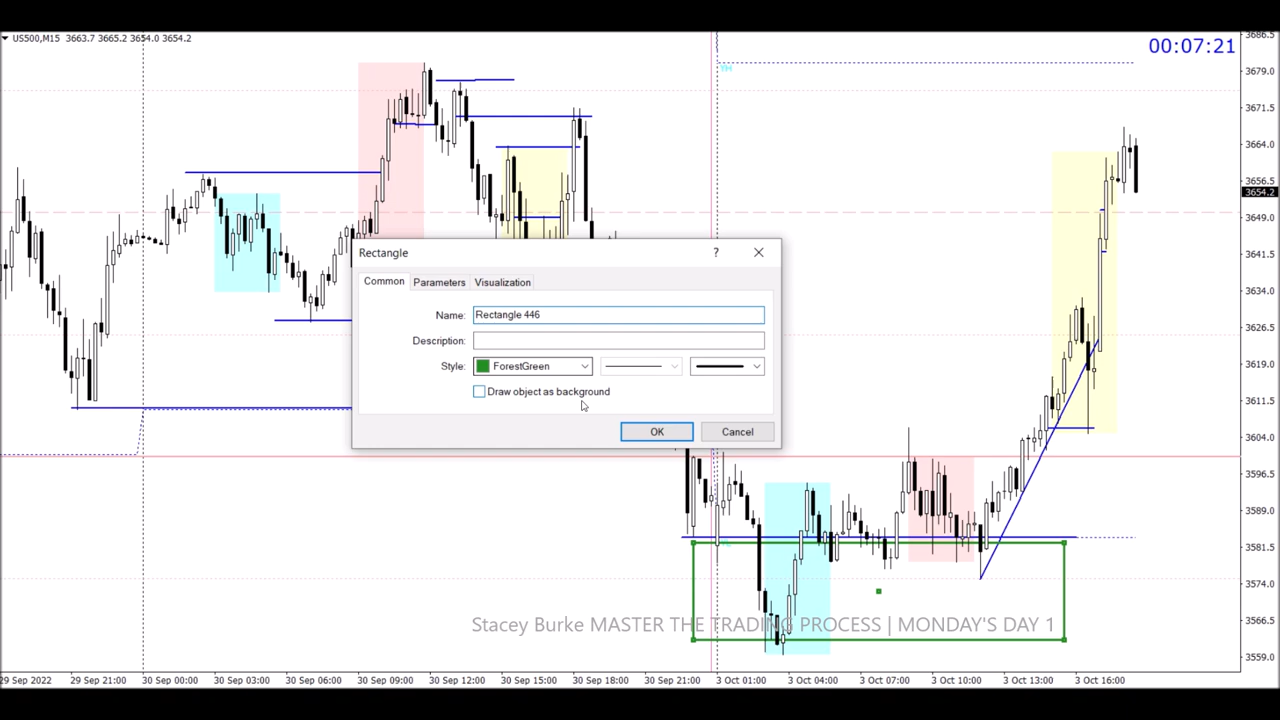 US500,M15 3663.7 3665.2 3654.0 3654.2
00:07:21
3686.5
3679.0
3671.5
3664.0
3656.5
3654.2
3649.0
3641.5
3634.0
3626.5
3619.0
3611.5
3604.0
3596.5
3589.0
3581.5
3574.0
3566.5
3559.0
Rectangle
?
Common
Parameters
Visualization
Name:
Rectangle 446
Description:
Style:
ForestGreen
Draw object as background
OK
Cancel
Stacey Burke MASTER THE TRADING PROCESS | MONDAY'S DAY 1
29 Sep 2022
29 Sep 21:00
30 Sep 00:00
30 Sep 03:00
30 Sep 06:00
30 Sep 09:00
30 Sep 12:00
30 Sep 15:00
30 Sep 18:00
30 Sep 21:00
3 Oct 01:00
3 Oct 04:00
3 Oct 07:00
3 Oct 10:00
3 Oct 13:00
3 Oct 16:00